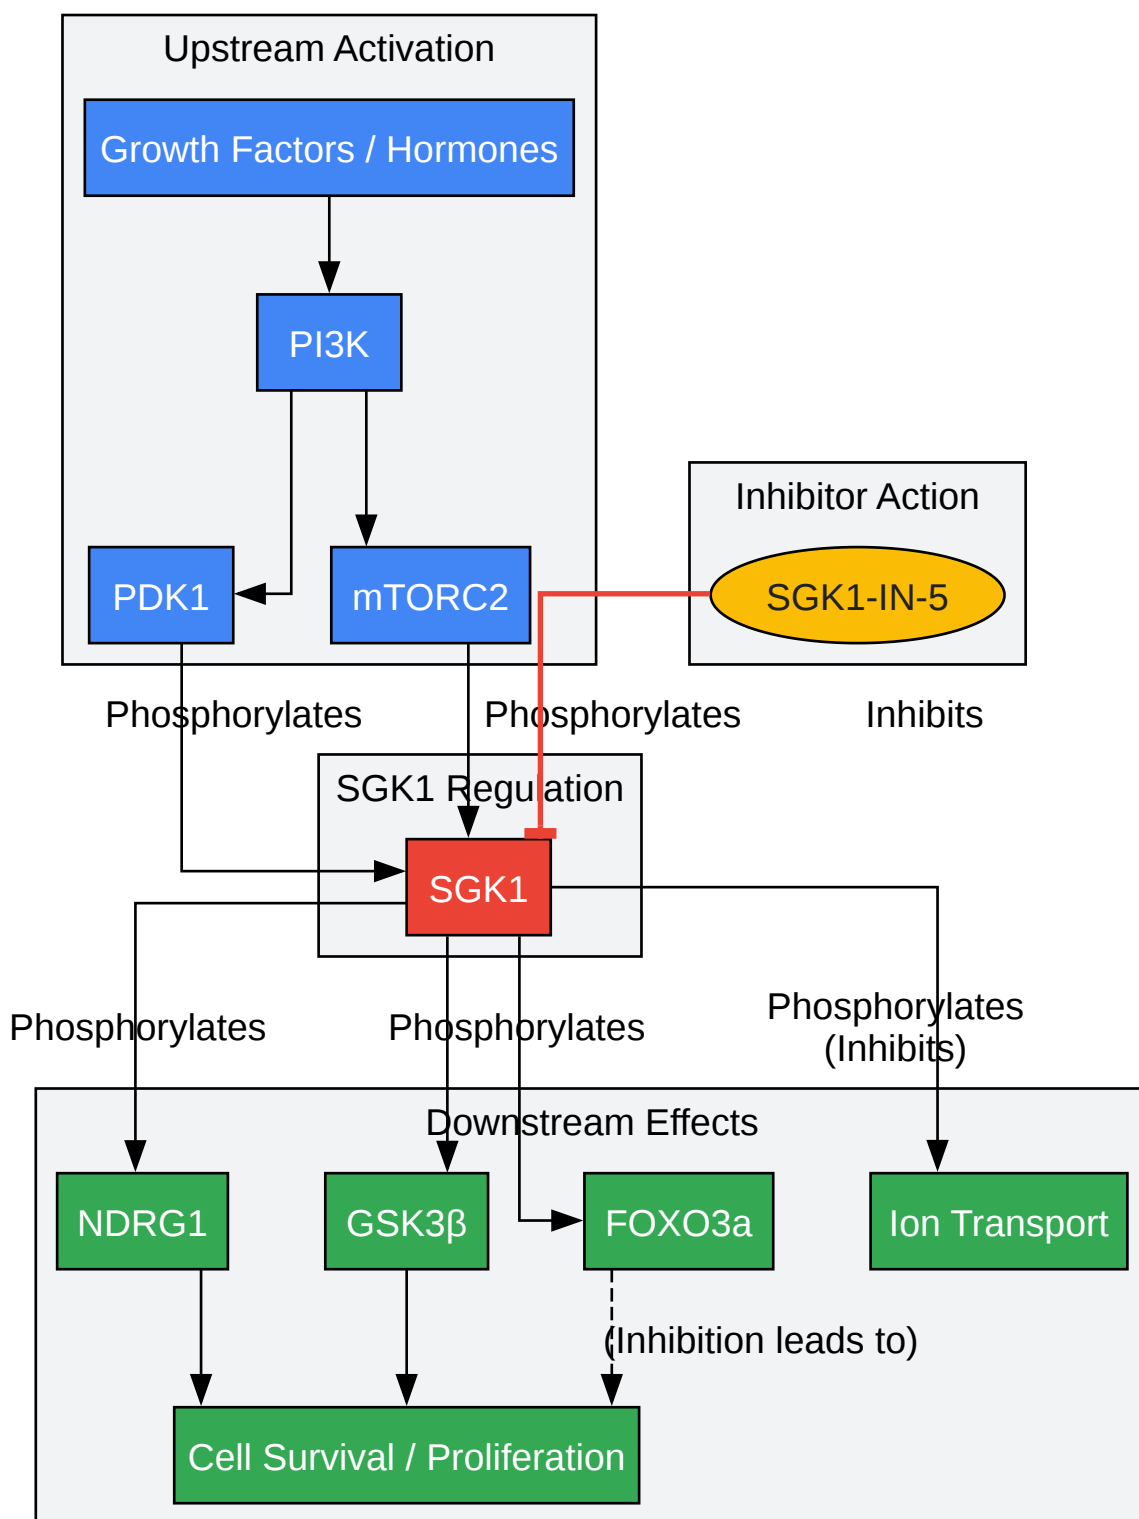 Upstream Activation
Growth Factors / Hormones
PI3K
Inhibitor Action
PDK1
mTORC2
SGK1-IN-5
Phosphorylates
Phosphorylates
Inhibits
SGK1 Regulation
SGK1
Phosphorylates
Phosphorylates
Phosphorylates
(Inhibits)
Downstream Effects
NDRG1
GSK3β
FOXO3a
Ion Transport
(Inhibition leads to)
Cell Survival / Proliferation